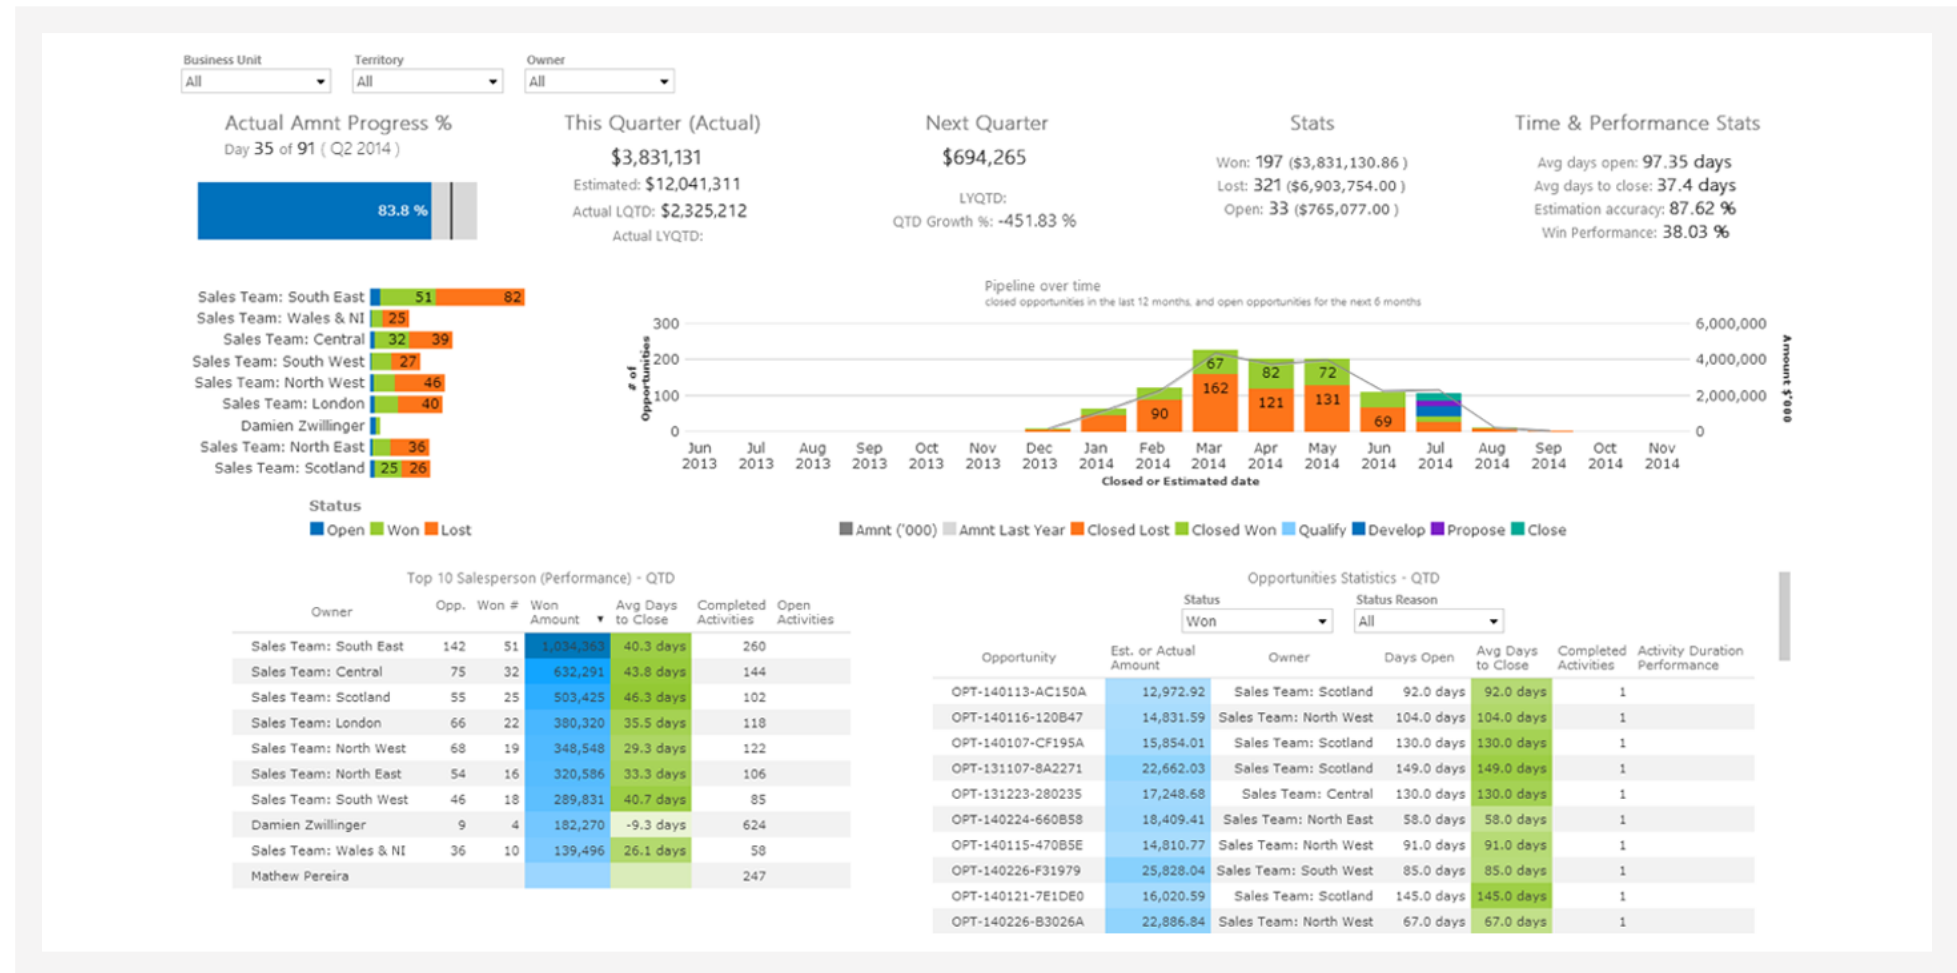 Business Unit Territory Owner
All All All
Actual Amnt Progress %
Day 35 of 91 ( Q2 2014 )
83.8 %
This Quarter (Actual)
$3,831,131
Estimated: $12,041,311
Actual LQTD: $2,325,212
Actual LYQTD:
Next Quarter
$694,265
LYQTD:
QTD Growth %: -451.83 %
Stats
Won: 197 ($3,831,130.86 )
Lost: 321 ($6,903,754.00 )
Open: 33 ($765,077.00 )
Time & Performance Stats
Avg days open: 97.35 days
Avg days to close: 37.4 days
Estimation accuracy: 87.62 %
Win Performance: 38.03 %
Sales Team: South East 51 82
Sales Team: Wales & NI 25
Sales Team: Central 32 39
Sales Team: South West 27
Sales Team: North West 46
Sales Team: London 40
Damien Zwillinger
Sales Team: North East 36
Sales Team: Scotland 25 26
Status
Open Won Lost
Pipeline over time
closed opportunities in the last 12 months, and open opportunities for the next 6 months
# of
Opportunities
300
200
100
0
67
162
82
121
72
131
90
69
6,000,000
4,000,000
2,000,000
0
Amount $'000
Jun Jul Aug Sep Oct Nov Dec Jan Feb Mar Apr May Jun Jul Aug Sep Oct Nov
2013 2013 2013 2013 2013 2013 2013 2014 2014 2014 2014 2014 2014 2014 2014 2014 2014 2014
Closed or Estimated date
Amnt ('000) Amnt Last Year Closed Lost Closed Won Qualify Develop Propose Close
Top 10 Salesperson (Performance) - QTD
Owner Opp. Won # Won Amount ▼ Avg Days to Close Completed Activities Open Activities
Sales Team: South East 142 51 1,034,363 40.3 days 260
Sales Team: Central 75 32 632,291 43.8 days 144
Sales Team: Scotland 55 25 503,425 46.3 days 102
Sales Team: London 66 22 380,320 35.5 days 118
Sales Team: North West 68 19 348,548 29.3 days 122
Sales Team: North East 54 16 320,586 33.3 days 106
Sales Team: South West 46 18 289,831 40.7 days 85
Damien Zwillinger 9 4 182,270 -9.3 days 624
Sales Team: Wales & NI 36 10 139,496 26.1 days 58
Mathew Pereira 247
Opportunities Statistics - QTD
Status Status Reason
Won All
Opportunity Est. or Actual Amount Owner Days Open Avg Days to Close Completed Activities Activity Duration Performance
OPT-140113-AC150A 12,972.92 Sales Team: Scotland 92.0 days 92.0 days 1
OPT-140116-120B47 14,831.59 Sales Team: North West 104.0 days 104.0 days 1
OPT-140107-CF195A 15,854.01 Sales Team: Scotland 130.0 days 130.0 days 1
OPT-131107-8A2271 22,662.03 Sales Team: Scotland 149.0 days 149.0 days 1
OPT-131223-280235 17,248.68 Sales Team: Central 130.0 days 130.0 days 1
OPT-140224-660B58 18,409.41 Sales Team: North East 58.0 days 58.0 days 1
OPT-140115-470B5E 14,810.77 Sales Team: North West 91.0 days 91.0 days 1
OPT-140226-F31979 25,828.04 Sales Team: South West 85.0 days 85.0 days 1
OPT-140121-7E1DE0 16,020.59 Sales Team: Scotland 145.0 days 145.0 days 1
OPT-140226-B3026A 22,886.84 Sales Team: North West 67.0 days 67.0 days 1